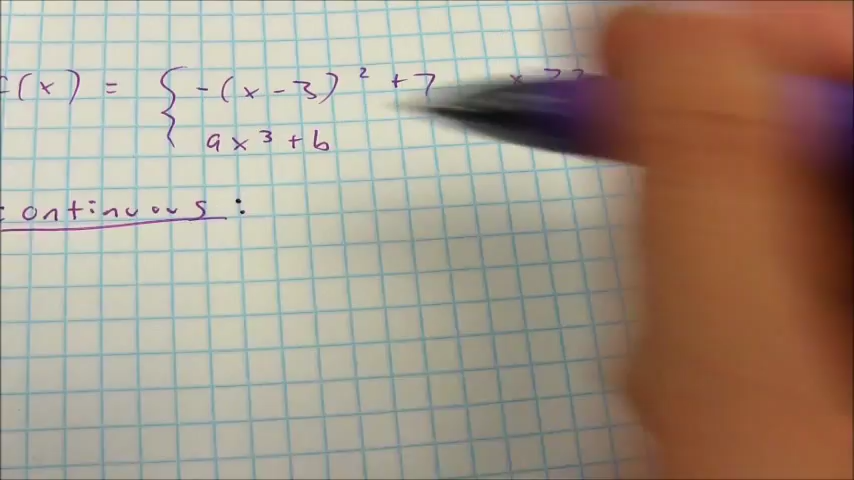 f(x) = { -(x-3)² + 7 x
ax³ + b
continuous: